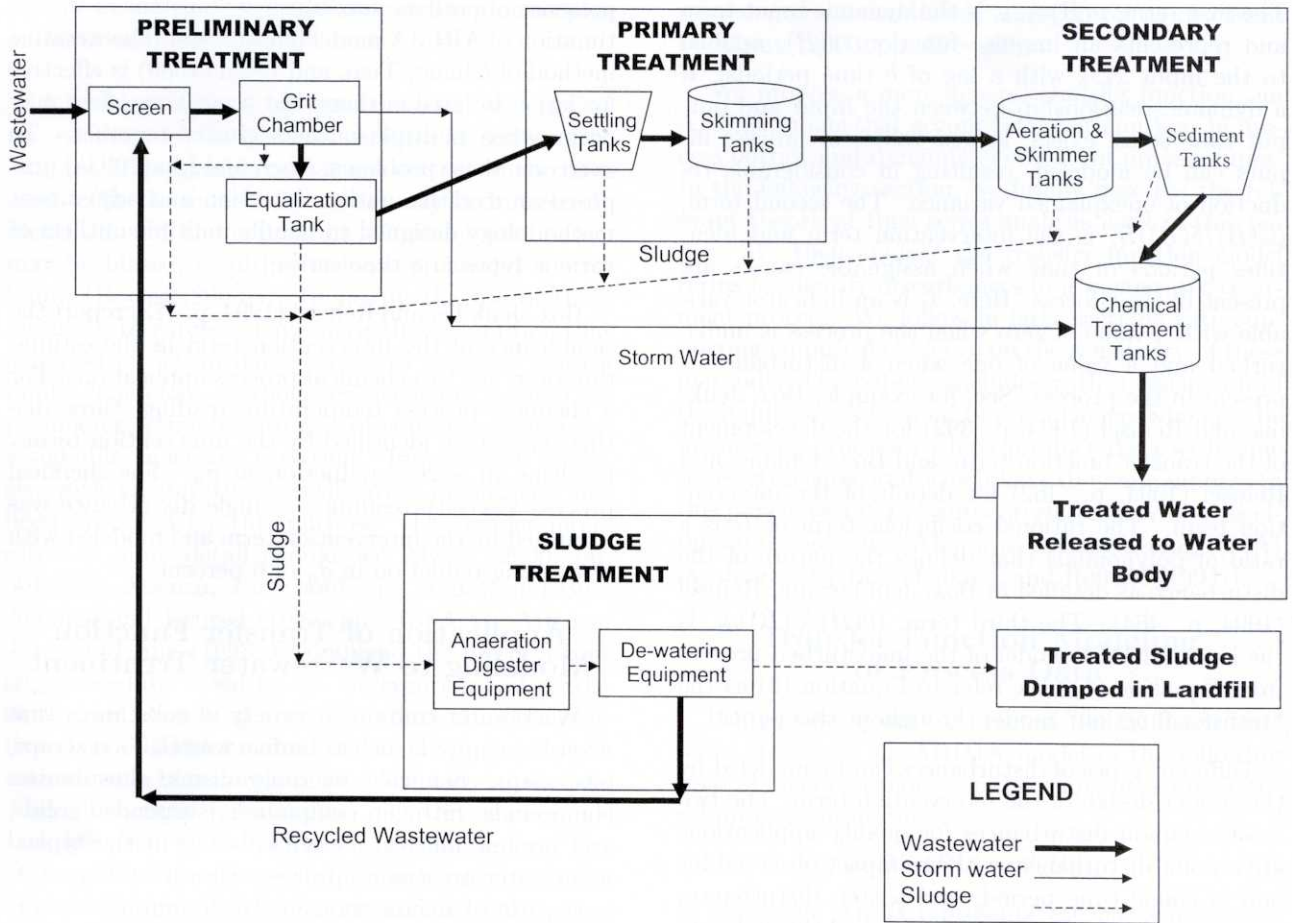 PRELIMINARY
TREATMENT
PRIMARY
TREATMENT
SECONDARY
TREATMENT
Wastewater
Screen
Grit
Chamber
Equalization
Tank
Settling
Tanks
Skimming
Tanks
Aeration &
Skimmer
Tanks
Sediment
Tanks
Sludge
Chemical
Treatment
Tanks
Storm Water
Sludge
Treated Water
Released to Water
Body
SLUDGE
TREATMENT
Aaeration
Digester
Equipment
De-watering
Equipment
Treated Sludge
Dumped in Landfill
Recycled Wastewater
LEGEND
Wastewater
Storm water
Sludge